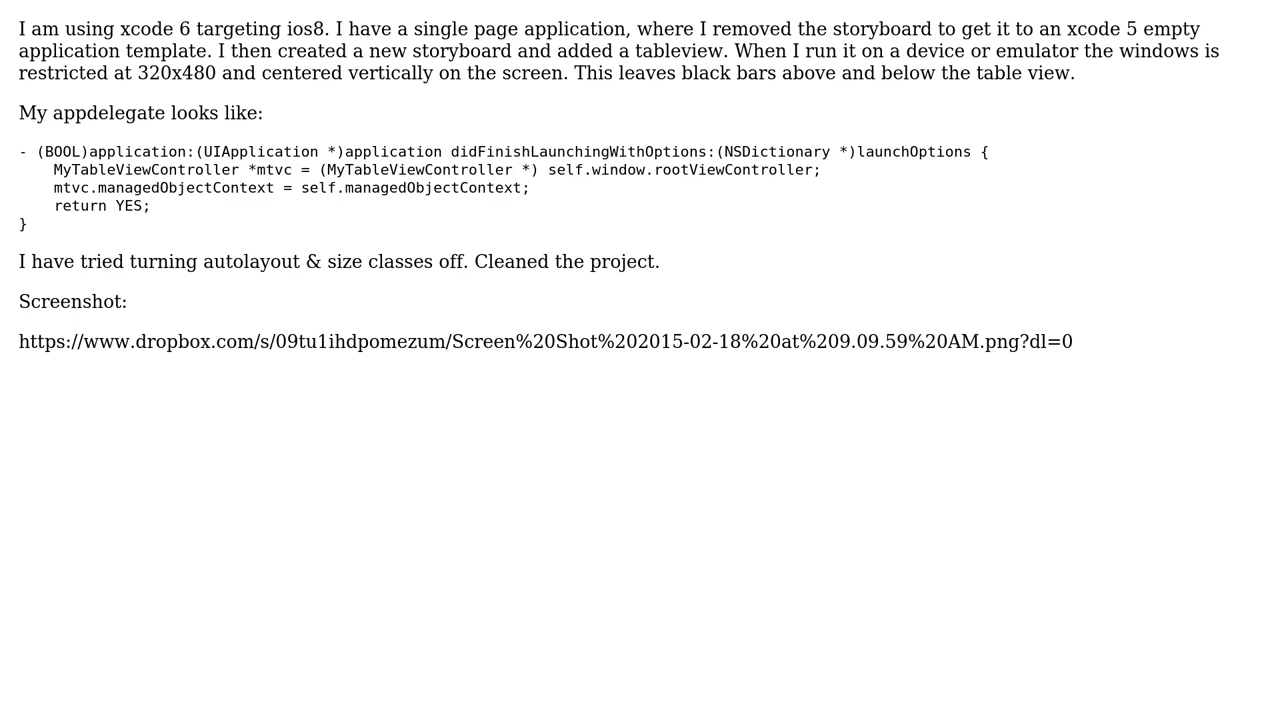 I am using xcode 6 targeting ios8. I have a single page application, where I removed the storyboard to get it to an xcode 5 empty
application template. I then created a new storyboard and added a tableview. When I run it on a device or emulator the windows is
restricted at 320x480 and centered vertically on the screen. This leaves black bars above and below the table view.
My appdelegate looks like:
- (BOOL)application:(UIApplication *)application didFinishLaunchingWithOptions:(NSDictionary *)launchOptions {
    MyTableViewController *mtvc = (MyTableViewController *) self.window.rootViewController;
    mtvc.managedObjectContext = self.managedObjectContext;
    return YES;
}
I have tried turning autolayout & size classes off. Cleaned the project.
Screenshot:
https://www.dropbox.com/s/09tu1ihdpomezum/Screen%20Shot%202015-02-18%20at%209.09.59%20AM.png?dl=0